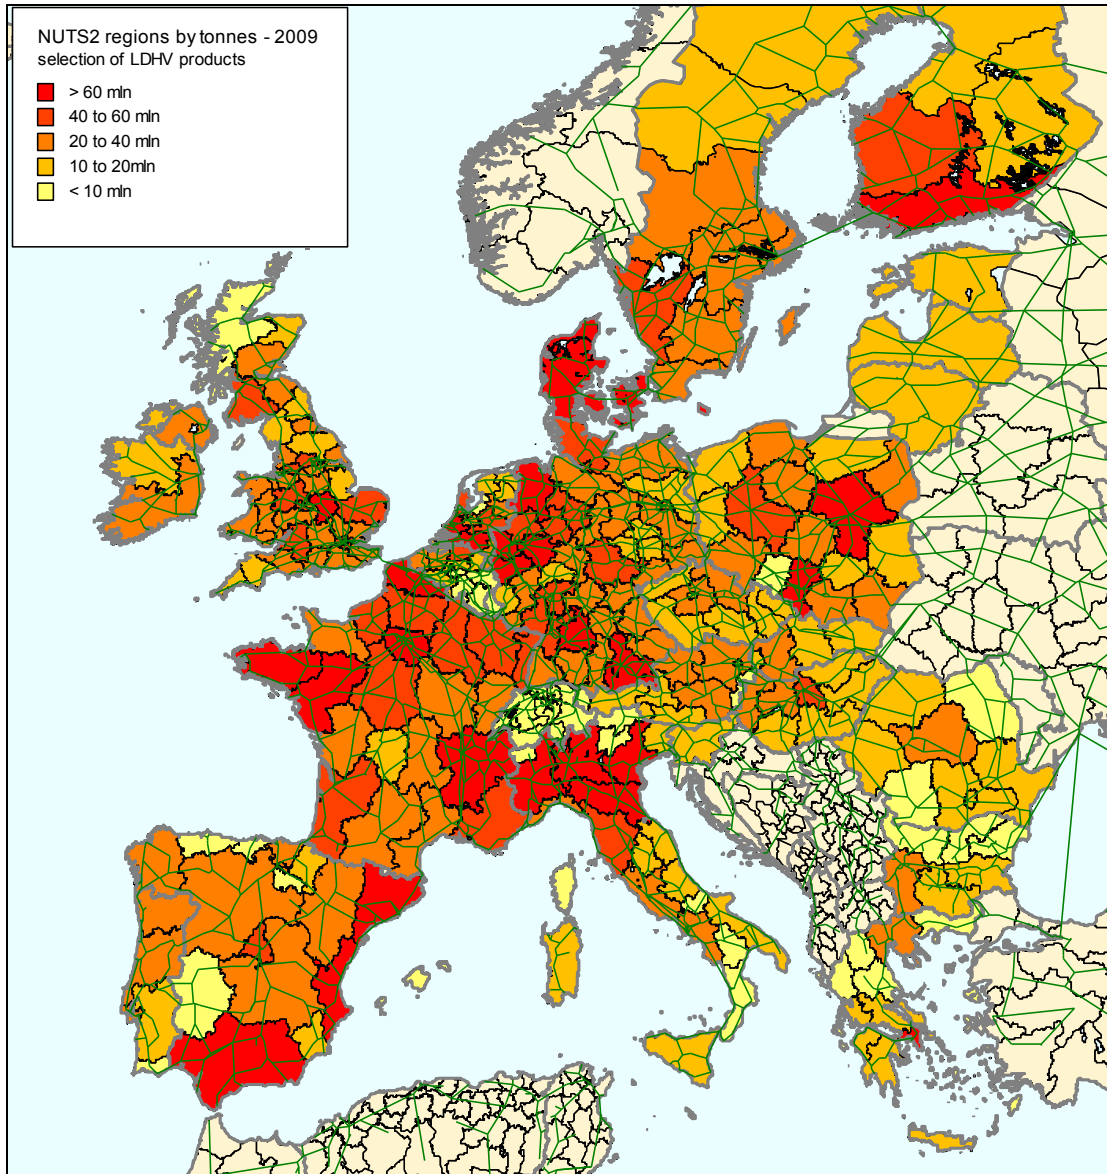 NUTS2 regions by tonnes - 2009
selection of LDHV products
> 60 mln
40 to 60 mln
20 to 40 mln
10 to 20mln
< 10 mln